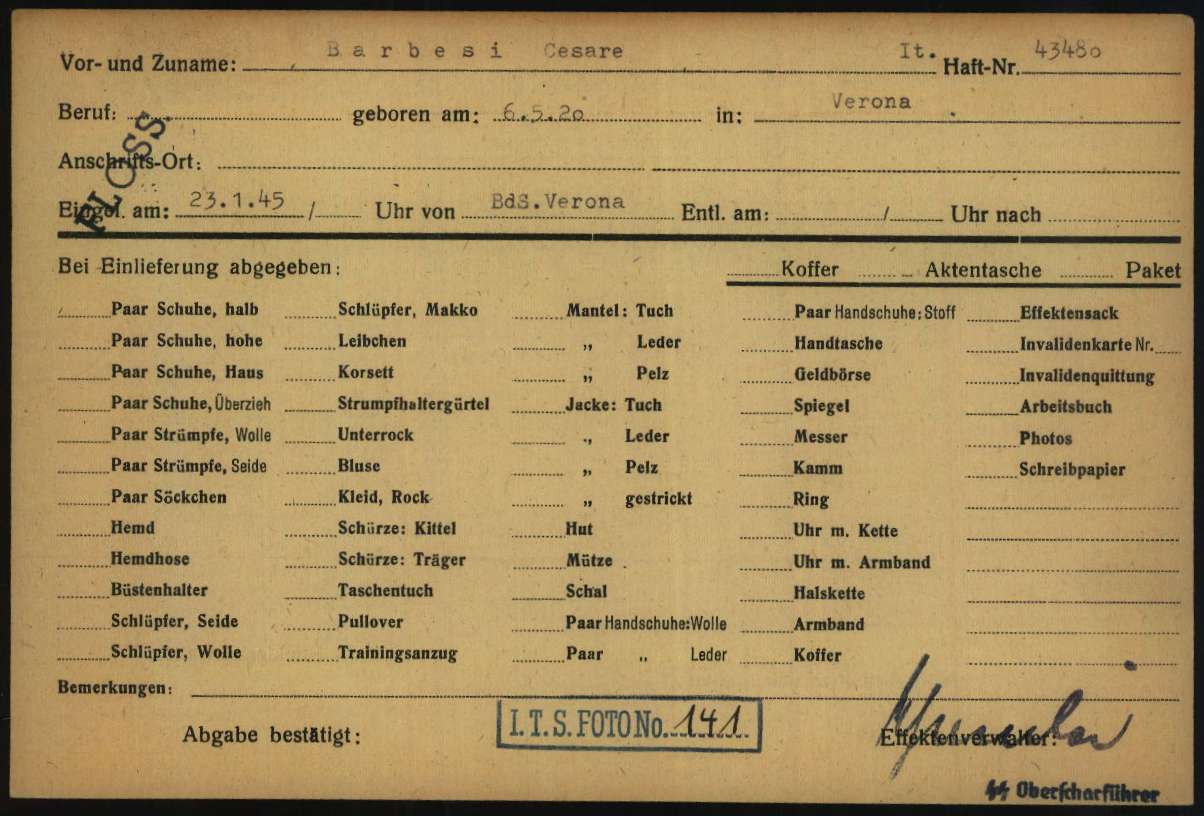 Vor- und Zuname: Barbesi Cesare It. Haft-Nr. 43480
Beruf: geboren am: 6.5.20 in: Verona
Anschrifts-Ort:
FLOSS.
Eingel. am: 23.1.45 / Uhr von BdS.Verona Entl. am: / Uhr nach
Bei Einlieferung abgegeben: Koffer Aktentasche Paket
Paar Schuhe, halb Schlüpfer, Makko Mantel: Tuch Paar Handschuhe: Stoff Effektensack
Paar Schuhe, hohe Leibchen „ Leder Handtasche Invalidenkarte Nr.
Paar Schuhe, Haus Korsett „ Pelz Geldbörse Invalidenquittung
Paar Schuhe, Überzieh Strumpfhaltergürtel Jacke: Tuch Spiegel Arbeitsbuch
Paar Strümpfe, Wolle Unterrock „ Leder Messer Photos
Paar Strümpfe, Seide Bluse „ Pelz Kamm Schreibpapier
Paar Söckchen Kleid, Rock „ gestrickt Ring
Hemd Schürze: Kittel Hut Uhr m. Kette
Hemdhose Schürze: Träger Mütze Uhr m. Armband
Büstenhalter Taschentuch Schal Halskette
Schlüpfer, Seide Pullover Paar Handschuhe: Wolle Armband
Schlüpfer, Wolle Trainingsanzug Paar „ Leder Koffer
Bemerkungen:
Abgabe bestätigt: I.T.S. FOTO No. 141 Effektenverwalter:
SS Oberscharführer